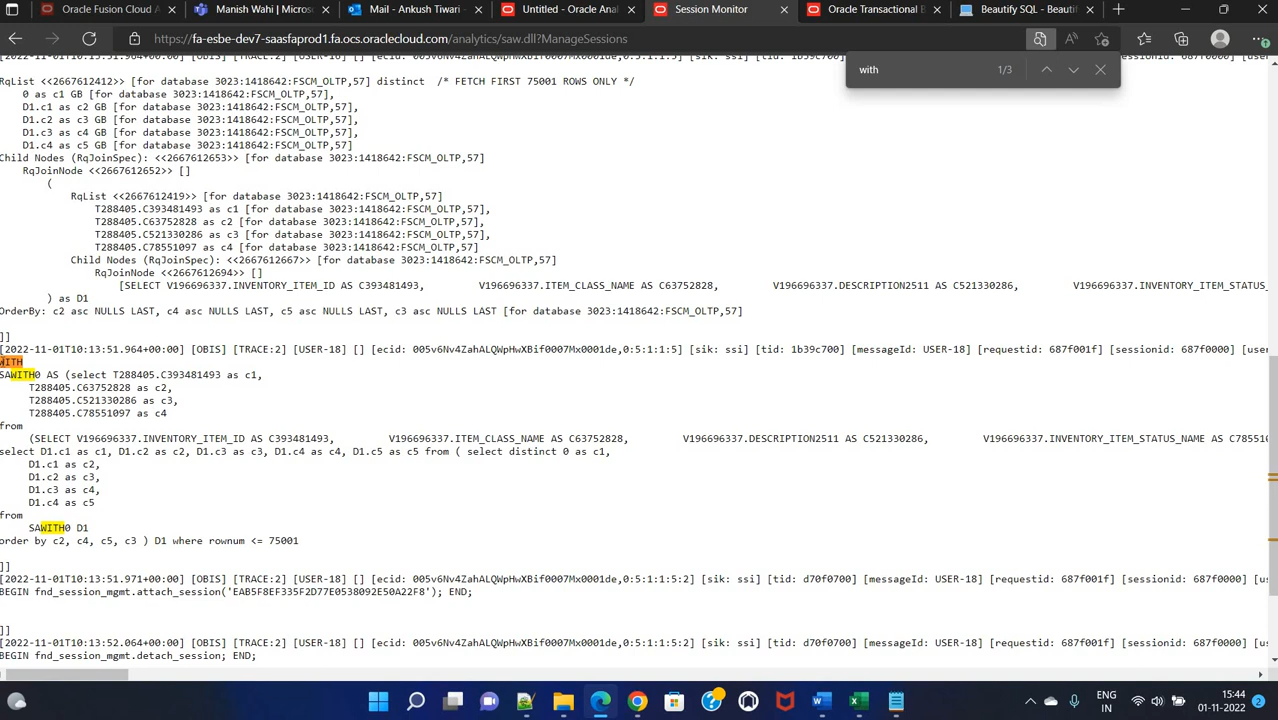 Oracle Fusion Cloud A
Manish Wahi | Microsof
Mail - Ankush Tiwari -
Untitled - Oracle Anal
Session Monitor
Oracle Transactional B
Beautify SQL - Beautif
https://fa-esbe-dev7-saasfaprod1.fa.ocs.oraclecloud.com/analytics/saw.dll?ManageSessions
with
1/3
RqList <<2667612412>> [for database 3023:1418642:FSCM_OLTP,57] distinct /* FETCH FIRST 75001 ROWS ONLY */
0 as c1 GB [for database 3023:1418642:FSCM_OLTP,57],
D1.c1 as c2 GB [for database 3023:1418642:FSCM_OLTP,57],
D1.c2 as c3 GB [for database 3023:1418642:FSCM_OLTP,57],
D1.c3 as c4 GB [for database 3023:1418642:FSCM_OLTP,57],
D1.c4 as c5 GB [for database 3023:1418642:FSCM_OLTP,57]
Child Nodes (RqJoinSpec): <<2667612653>> [for database 3023:1418642:FSCM_OLTP,57]
RqJoinNode <<2667612652>> []
(
RqList <<2667612419>> [for database 3023:1418642:FSCM_OLTP,57]
T288405.C393481493 as c1 [for database 3023:1418642:FSCM_OLTP,57],
T288405.C63752828 as c2 [for database 3023:1418642:FSCM_OLTP,57],
T288405.C521330286 as c3 [for database 3023:1418642:FSCM_OLTP,57],
T288405.C78551097 as c4 [for database 3023:1418642:FSCM_OLTP,57]
Child Nodes (RqJoinSpec): <<2667612667>> [for database 3023:1418642:FSCM_OLTP,57]
RqJoinNode <<2667612694>> []
[SELECT V196696337.INVENTORY_ITEM_ID AS C393481493, V196696337.ITEM_CLASS_NAME AS C63752828, V196696337.DESCRIPTION2511 AS C521330286, V196696337.INVENTORY_ITEM_STATUS_
) as D1
OrderBy: c2 asc NULLS LAST, c4 asc NULLS LAST, c5 asc NULLS LAST, c3 asc NULLS LAST [for database 3023:1418642:FSCM_OLTP,57]
]]
[2022-11-01T10:13:51.964+00:00] [OBIS] [TRACE:2] [USER-18] [] [ecid: 005v6Nv4ZahALQWpHwXBif0007Mx0001de,0:5:1:1:5] [sik: ssi] [tid: 1b39c700] [messageId: USER-18] [requestid: 687f001f] [sessionid: 687f0000] [user
WITH
SAWITH0 AS (select T288405.C393481493 as c1,
T288405.C63752828 as c2,
T288405.C521330286 as c3,
T288405.C78551097 as c4
from
(SELECT V196696337.INVENTORY_ITEM_ID AS C393481493, V196696337.ITEM_CLASS_NAME AS C63752828, V196696337.DESCRIPTION2511 AS C521330286, V196696337.INVENTORY_ITEM_STATUS_NAME AS C785510
select D1.c1 as c1, D1.c2 as c2, D1.c3 as c3, D1.c4 as c4, D1.c5 as c5 from ( select distinct 0 as c1,
D1.c1 as c2,
D1.c2 as c3,
D1.c3 as c4,
D1.c4 as c5
from
SAWITH0 D1
order by c2, c4, c5, c3 ) D1 where rownum <= 75001
]]
[2022-11-01T10:13:51.971+00:00] [OBIS] [TRACE:2] [USER-18] [] [ecid: 005v6Nv4ZahALQWpHwXBif0007Mx0001de,0:5:1:1:5:2] [sik: ssi] [tid: d70f0700] [messageId: USER-18] [requestid: 687f001f] [sessionid: 687f0000] [us
BEGIN fnd_session_mgmt.attach_session('EAB5F8EF335F2D77E0538092E50A22F8'); END;
]]
[2022-11-01T10:13:52.064+00:00] [OBIS] [TRACE:2] [USER-18] [] [ecid: 005v6Nv4ZahALQWpHwXBif0007Mx0001de,0:5:1:1:5:2] [sik: ssi] [tid: d70f0700] [messageId: USER-18] [requestid: 687f001f] [sessionid: 687f0000] [us
BEGIN fnd_session_mgmt.detach_session; END;
ENG
IN
15:44
01-11-2022
2